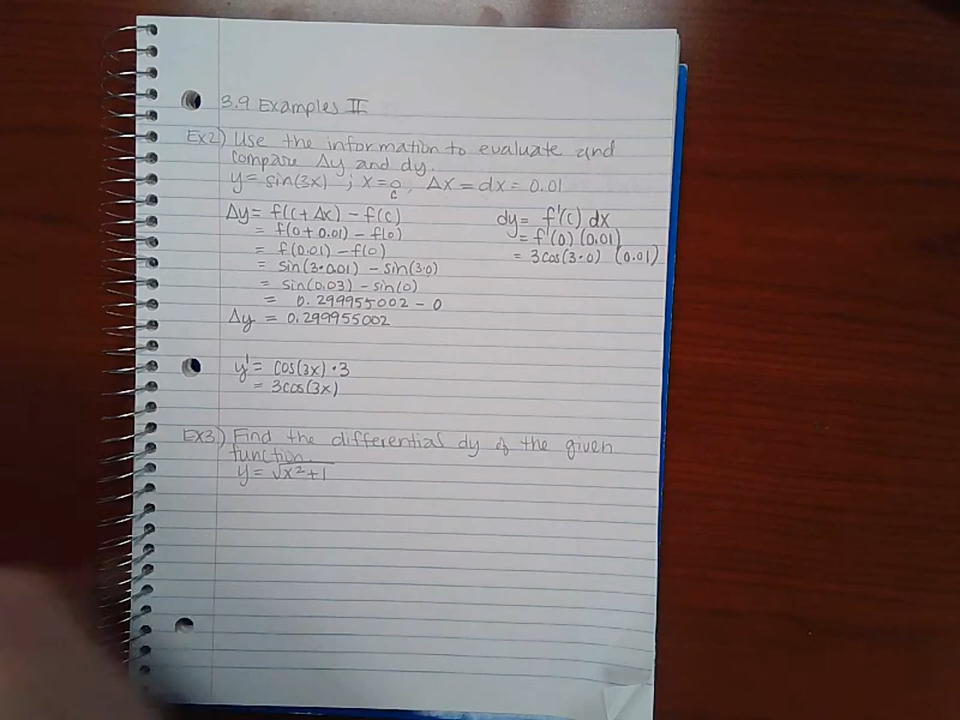 3.9 Examples II
Ex2) Use the information to evaluate and
compare Δy and dy.
y = sin(3x) ; x = 0, Δx = dx = 0.01
c
Δy = f(c + Δx) - f(c)
= f(0 + 0.01) - f(0)
= f(0.01) - f(0)
= sin(3•0.01) - sin(3•0)
= sin(0.03) - sin(0)
= 0.299955002 - 0
Δy = 0.299955002
dy = f'(c) dx
= f'(0) (0.01)
= 3cos(3•0) (0.01)
y' = cos(3x) • 3
= 3cos(3x)
Ex3) Find the differential dy of the given
function.
y = √x²+1